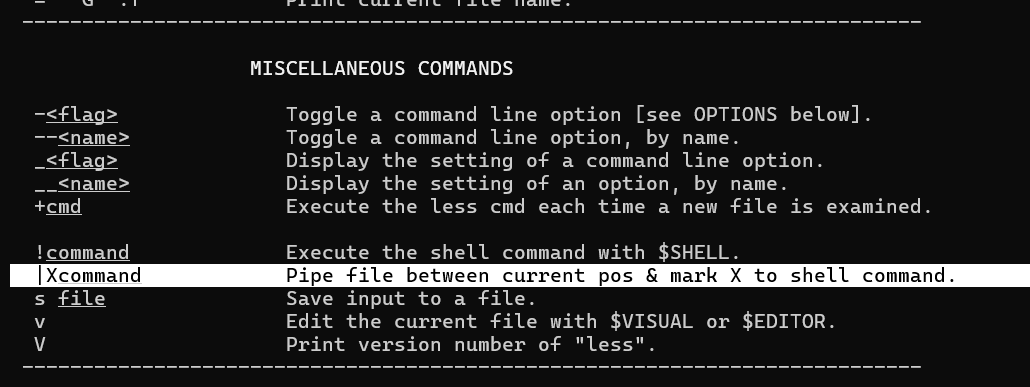 Print current file name.
--------------------------------------------------------------------------
MISCELLANEOUS COMMANDS
-<flag> Toggle a command line option [see OPTIONS below].
--<name> Toggle a command line option, by name.
_<flag> Display the setting of a command line option.
__<name> Display the setting of an option, by name.
+cmd Execute the less cmd each time a new file is examined.
!command Execute the shell command with $SHELL.
|Xcommand Pipe file between current pos & mark X to shell command.
s file Save input to a file.
v Edit the current file with $VISUAL or $EDITOR.
V Print version number of "less".
--------------------------------------------------------------------------